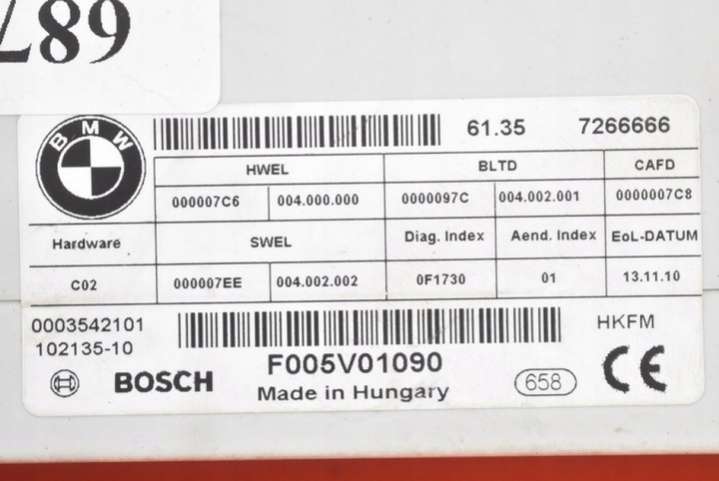 687
BMW
61.35 7266666
HWEL BLTD CAFD
000007C6 004.000.000 0000097C 004.002.001 0000007C8
Hardware SWEL Diag. Index Aend. Index EoL-DATUM
C02 000007EE 004.002.002 0F1730 01 13.11.10
0003542101
102135-10
HKFM
F005V01090
BOSCH
Made in Hungary
658
CE